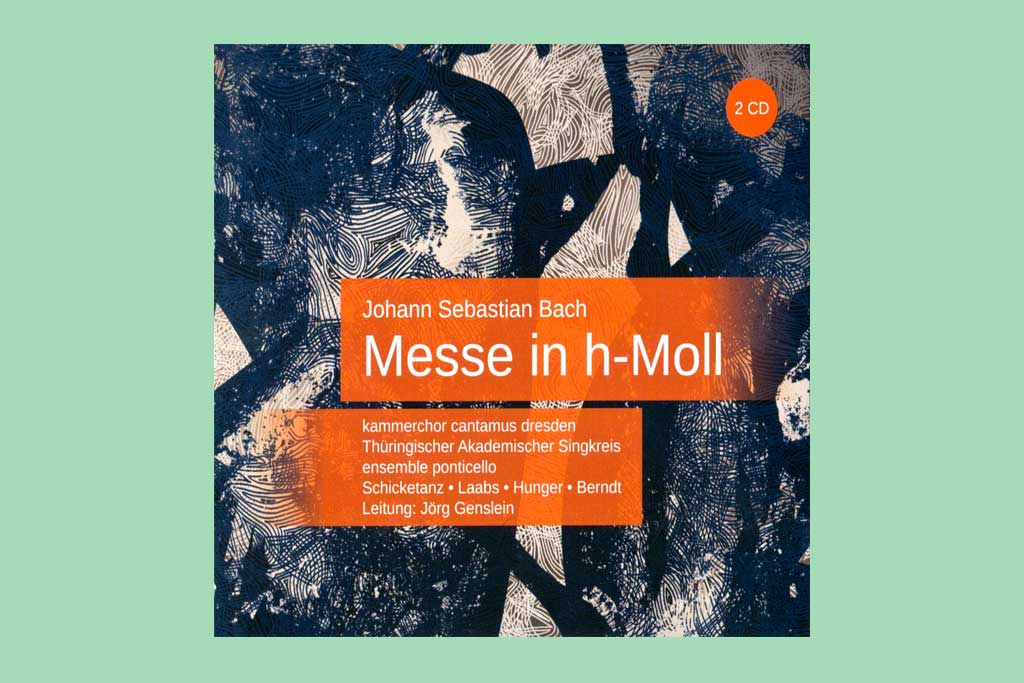 2 CD
Johann Sebastian Bach
Messe in h-Moll
kammerchor cantamus dresden
Thüringischer Akademischer Singkreis
ensemble ponticello
Schicketanz • Laabs • Hunger • Berndt
Leitung: Jörg Genslein